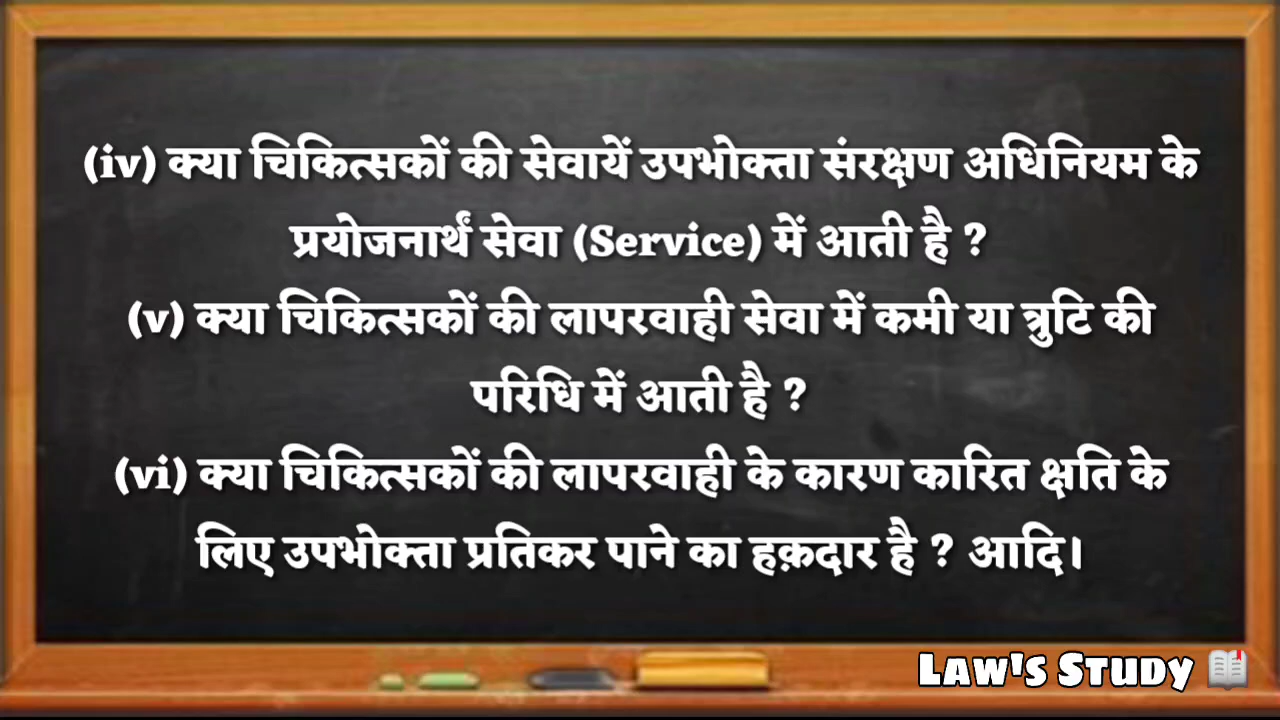 (iv) क्या चिकित्सकों की सेवायें उपभोक्ता संरक्षण अधिनियम के
प्रयोजनार्थं सेवा (Service) में आती है ?
(v) क्या चिकित्सकों की लापरवाही सेवा में कमी या त्रुटि की
परिधि में आती है ?
(vi) क्या चिकित्सकों की लापरवाही के कारण कारित क्षति के
लिए उपभोक्ता प्रतिकर पाने का हक़दार है ? आदि।
Law's Study 📖